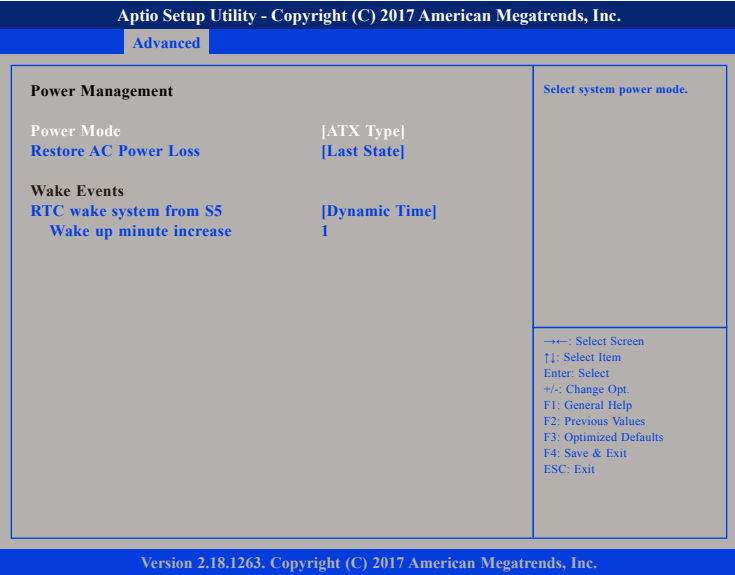 Aptio Setup Utility - Copyright (C) 2017 American Megatrends, Inc.
Advanced
Power Management
Power Mode [ATX Type]
Restore AC Power Loss [Last State]
Wake Events
RTC wake system from S5 [Dynamic Time]
Wake up minute increase 1
Select system power mode.
→←: Select Screen
↑↓: Select Item
Enter: Select
+/-: Change Opt.
F1: General Help
F2: Previous Values
F3: Optimized Defaults
F4: Save & Exit
ESC: Exit
Version 2.18.1263. Copyright (C) 2017 American Megatrends, Inc.